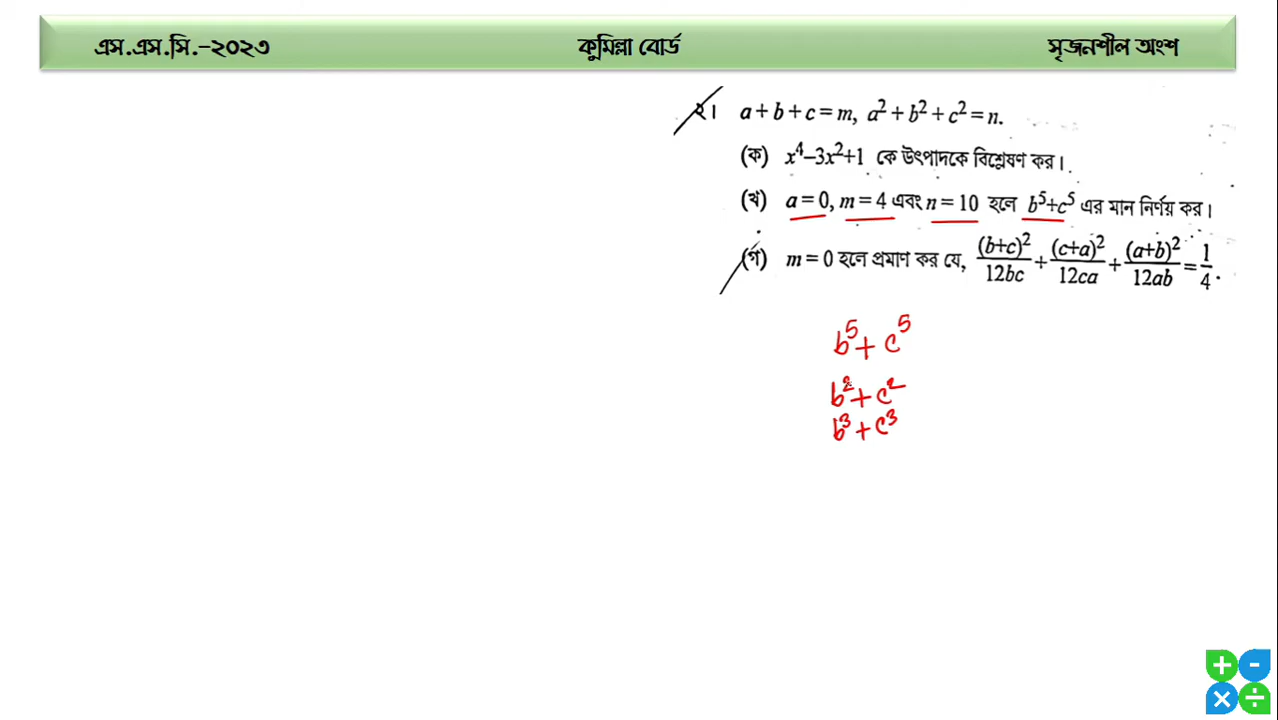 এস.এস.সি.-২০২৩ কুমিল্লা বোর্ড সৃজনশীল অংশ
২। a + b + c = m, a² + b² + c² = n.
(ক) x⁴–3x²+1 কে উৎপাদকে বিশ্লেষণ কর।
(খ) a = 0, m = 4 এবং n = 10 হলে b⁵+c⁵ এর মান নির্ণয় কর।
(গ) m = 0 হলে প্রমাণ কর যে, (b+c)²/12bc + (c+a)²/12ca + (a+b)²/12ab = 1/4.
b⁵ + c⁵
b² + c²
b³ + c³